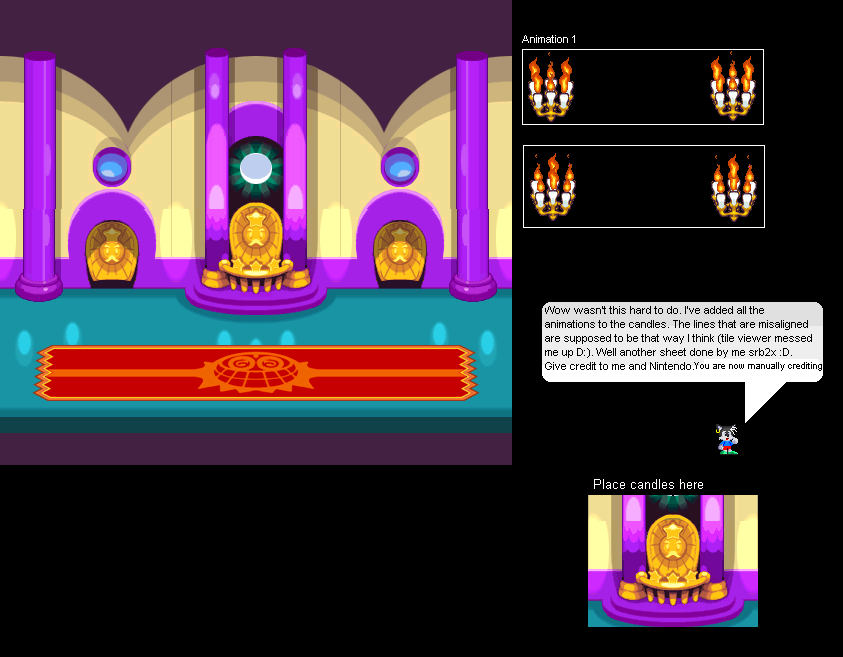 Animation 1
Wow wasn't this hard to do. I've added all the
animations to the candles. The lines that are misaligned
are supposed to be that way I think (tile viewer messed
me up D:). Well another sheet done by me srb2x :D.
Give credit to me and Nintendo.You are now manually crediting
Place candles here